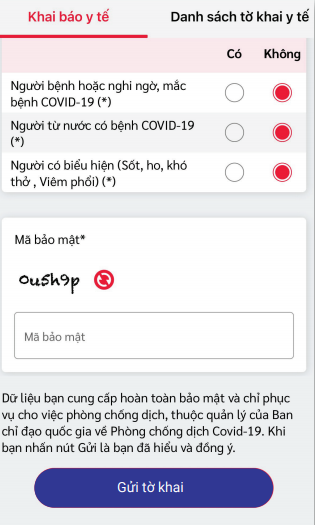 Khai báo y tế
Danh sách tờ khai y tế
Có
Không
Người bệnh hoặc nghi ngờ, mắc
bệnh COVID-19 (*)
Người từ nước có bệnh COVID-19
(*)
Người có biểu hiện (Sốt, ho, khó
thở , Viêm phổi) (*)
Mã bảo mật*
0u5h9p
Mã bảo mật
Dữ liệu bạn cung cấp hoàn toàn bảo mật và chỉ phục
vụ cho việc phòng chống dịch, thuộc quản lý của Ban
chỉ đạo quốc gia về Phòng chống dịch Covid-19. Khi
bạn nhấn nút Gửi là bạn đã hiểu và đồng ý.
Gửi tờ khai